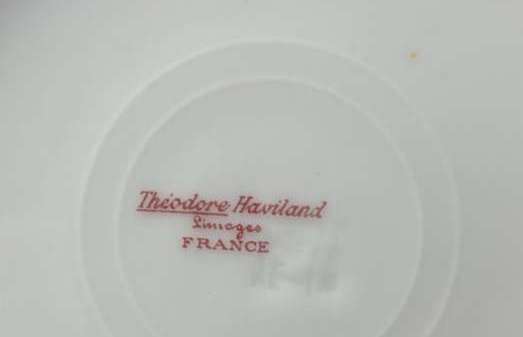 Theodore Haviland
Limoges
FRANCE